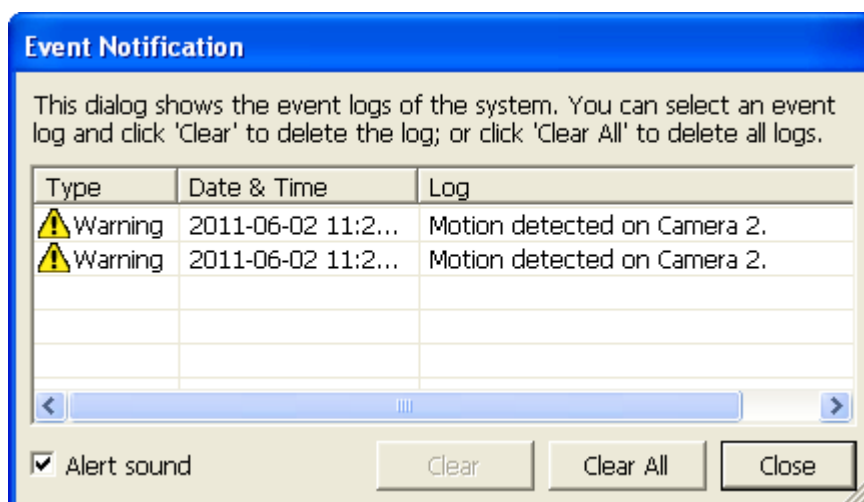 Event Notification
This dialog shows the event logs of the system. You can select an event
log and click 'Clear' to delete the log; or click 'Clear All' to delete all logs.
Type Date & Time Log
Warning 2011-06-02 11:2... Motion detected on Camera 2.
Warning 2011-06-02 11:2... Motion detected on Camera 2.
Alert sound Clear Clear All Close